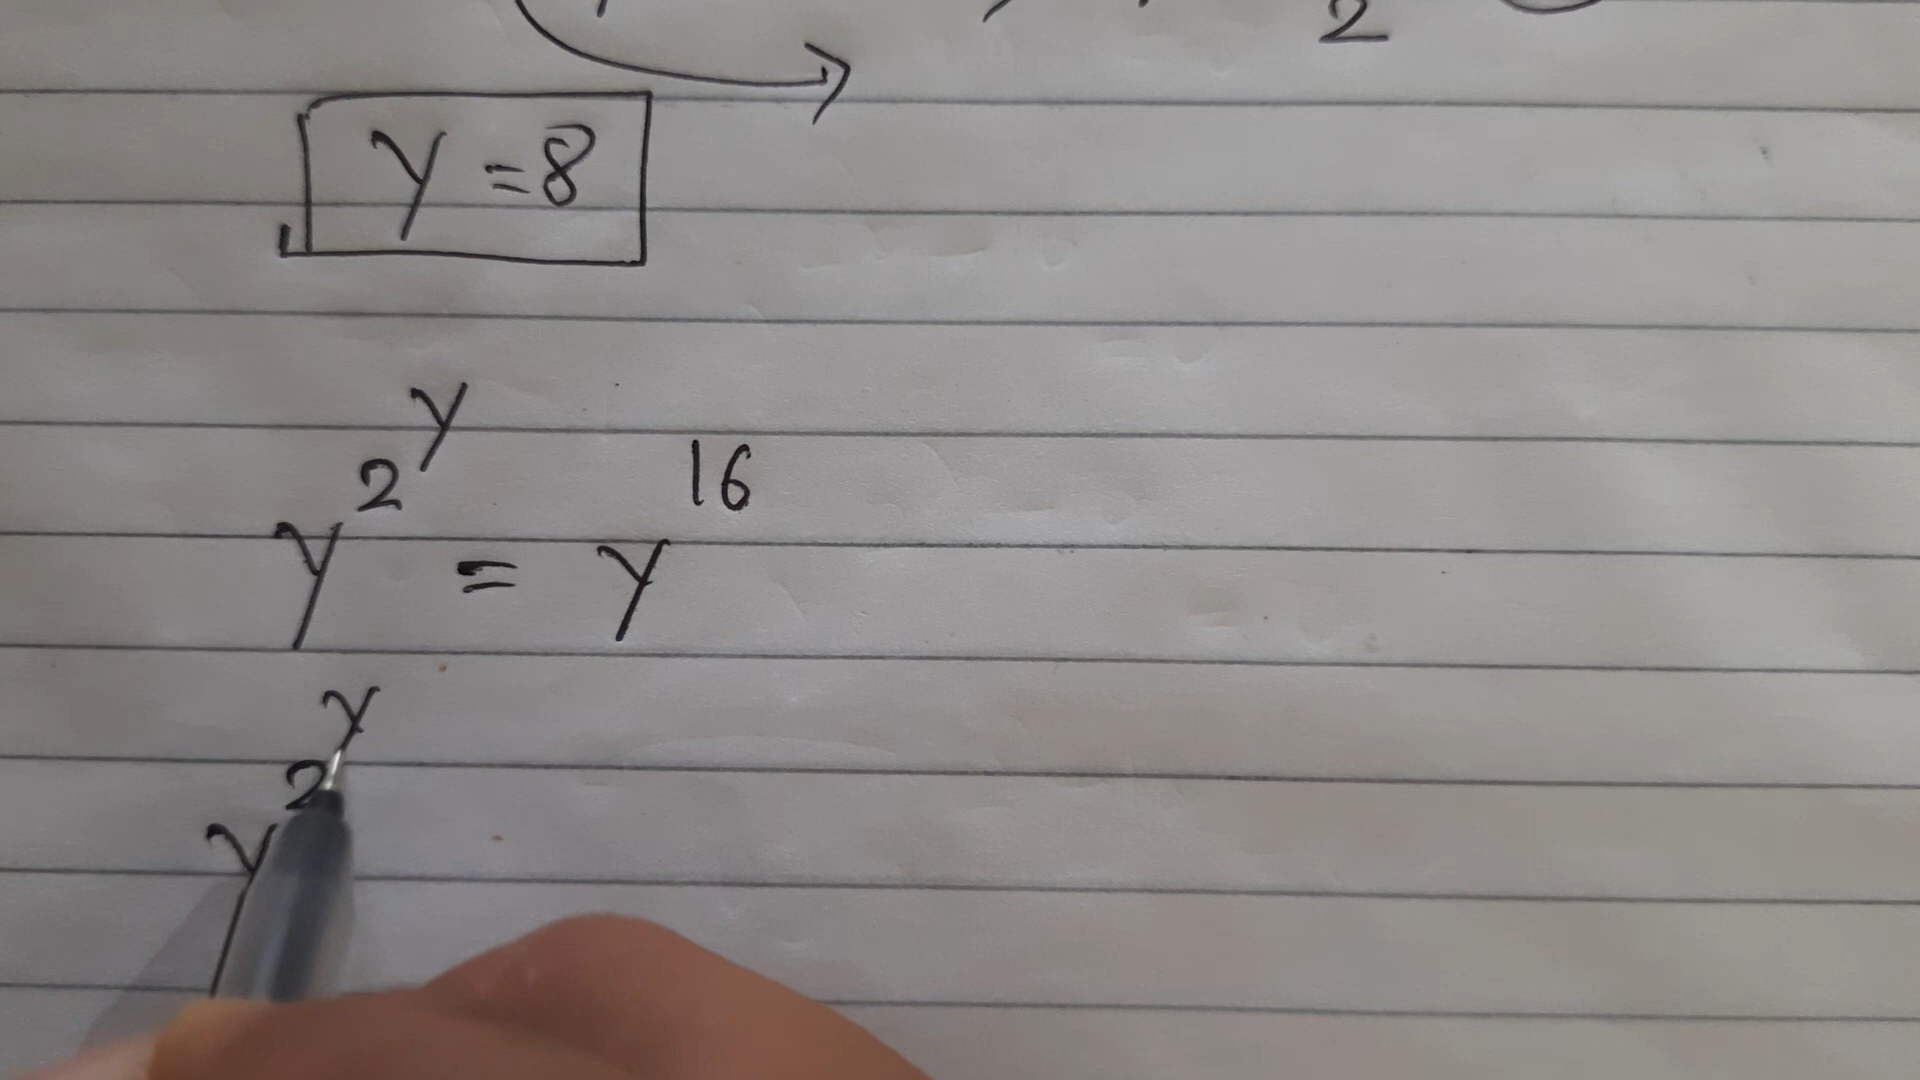 2
y = 8
y^2^y = y^16
y^2^y